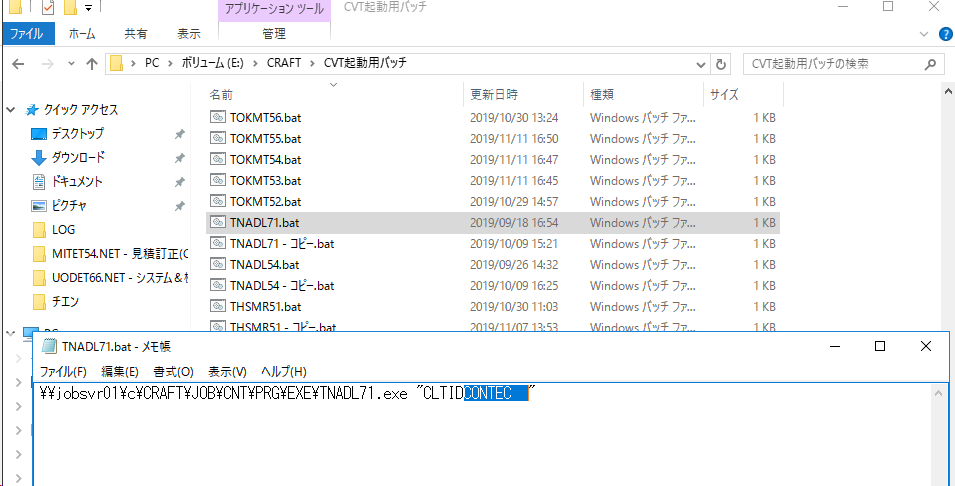 アプリケーション ツール CVT起動用バッチ
ファイル ホーム 共有 表示 管理
PC › ボリューム (E:) › CRAFT › CVT起動用バッチ CVT起動用バッチの検索
名前 更新日時 種類 サイズ
クイック アクセス
デスクトップ
ダウンロード
ドキュメント
ピクチャ
LOG
MITET54.NET - 見積訂正(C
UODET66.NET - システム&
チエン
TOKMT56.bat 2019/10/30 13:24 Windows バッチ ファ... 1 KB
TOKMT55.bat 2019/11/11 16:50 Windows バッチ ファ... 1 KB
TOKMT54.bat 2019/11/11 16:47 Windows バッチ ファ... 1 KB
TOKMT53.bat 2019/11/11 16:45 Windows バッチ ファ... 1 KB
TOKMT52.bat 2019/10/29 14:57 Windows バッチ ファ... 1 KB
TNADL71.bat 2019/09/18 16:54 Windows バッチ ファ... 1 KB
TNADL71 - コピー.bat 2019/10/09 15:21 Windows バッチ ファ... 1 KB
TNADL54.bat 2019/09/26 14:32 Windows バッチ ファ... 1 KB
TNADL54 - コピー.bat 2019/10/09 16:25 Windows バッチ ファ... 1 KB
THSMR51.bat 2019/10/30 11:03 Windows バッチ ファ... 1 KB
THSMR51 - コピー.bat 2019/11/07 13:53 Windows バッチ ファ... 1 KB
TNADL71.bat - メモ帳
ファイル(F) 編集(E) 書式(O) 表示(V) ヘルプ(H)
¥¥jobsvr01¥c¥CRAFT¥JOB¥CNT¥PRG¥EXE¥TNADL71.exe "CLTIDCONTEC  "